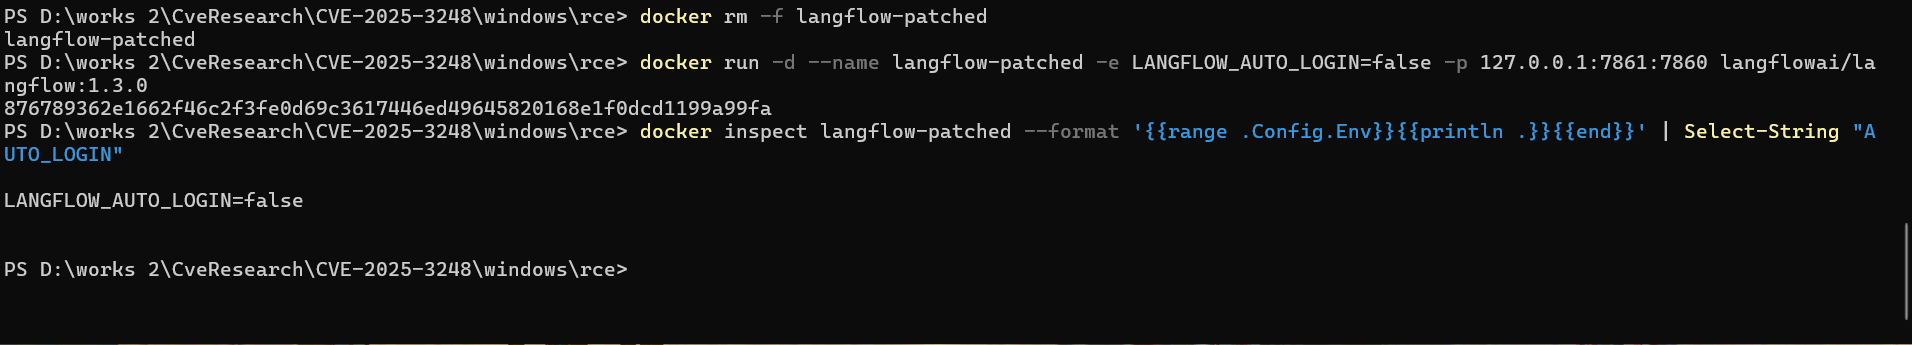 PS D:\works 2\CveResearch\CVE-2025-3248\windows\rce> docker rm -f langflow-patched
langflow-patched
PS D:\works 2\CveResearch\CVE-2025-3248\windows\rce> docker run -d --name langflow-patched -e LANGFLOW_AUTO_LOGIN=false -p 127.0.0.1:7861:7860 langflowai/la
ngflow:1.3.0
876789362e1662f46c2f3fe0d69c3617446ed49645820168e1f0dcd1199a99fa
PS D:\works 2\CveResearch\CVE-2025-3248\windows\rce> docker inspect langflow-patched --format '{{range .Config.Env}}{{println .}}{{end}}' | Select-String "A
UTO_LOGIN"
LANGFLOW_AUTO_LOGIN=false
PS D:\works 2\CveResearch\CVE-2025-3248\windows\rce>